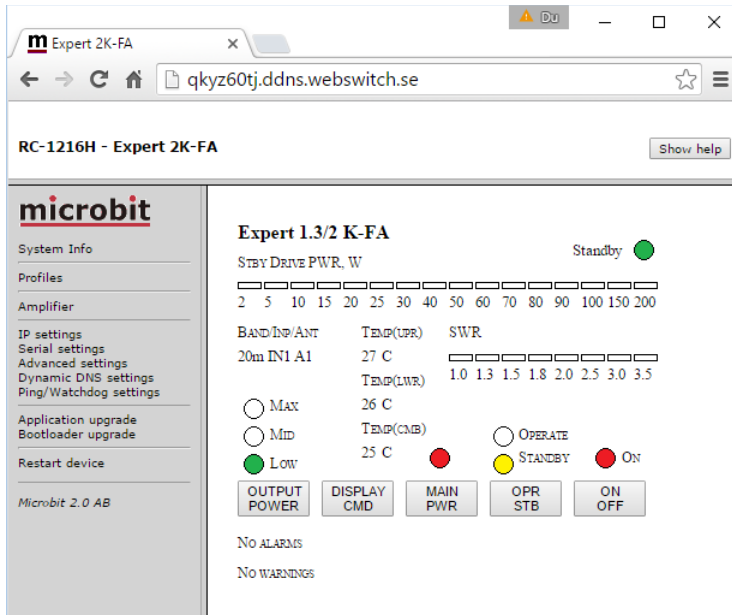 Du
Expert 2K-FA
qkyz60tj.ddns.webswitch.se
RC-1216H - Expert 2K-FA
Show help
microbit
System Info
Profiles
Amplifier
IP settings
Serial settings
Advanced settings
Dynamic DNS settings
Ping/Watchdog settings
Application upgrade
Bootloader upgrade
Restart device
Microbit 2.0 AB
Expert 1.3/2 K-FA
Standby
STBY DRIVE PWR, W
2 5 10 15 20 25 30 40 50 60 70 80 90 100 150 200
BAND/INP/ANT TEMP(UPR) SWR
20m IN1 A1 27 C
1.0 1.3 1.5 1.8 2.0 2.5 3.0 3.5
TEMP(LWR)
26 C
TEMP(CMB)
25 C
MAX
MID
LOW
OPERATE
STANDBY
ON
OUTPUT POWER
DISPLAY CMD
MAIN PWR
OPR STB
ON OFF
NO ALARMS
NO WARNINGS